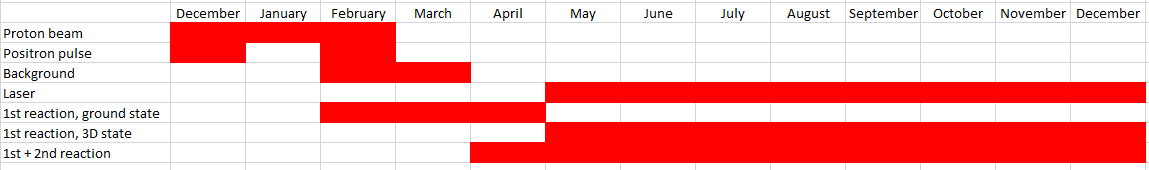 December January February March April May June July August September October November December
Proton beam
Positron pulse
Background
Laser
1st reaction, ground state
1st reaction, 3D state
1st + 2nd reaction